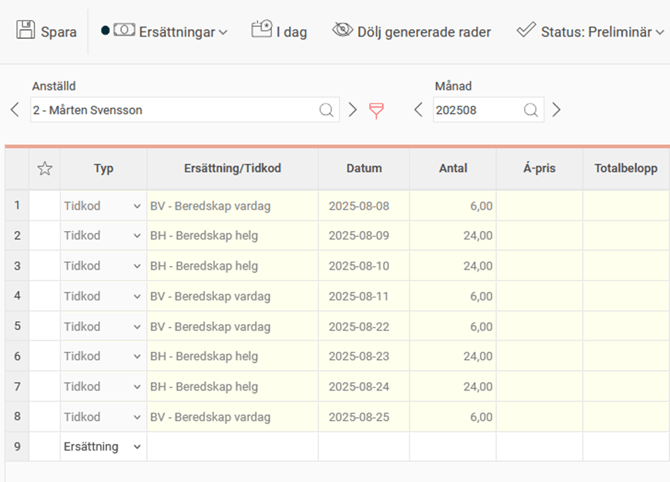 Spara Ersättningar I dag Dölj genererade rader Status: Preliminär
Anställd Månad
2 - Mårten Svensson 202508
Typ Ersättning/Tidkod Datum Antal Á-pris Totalbelopp
1 Tidkod BV - Beredskap vardag 2025-08-08 6,00
2 Tidkod BH - Beredskap helg 2025-08-09 24,00
3 Tidkod BH - Beredskap helg 2025-08-10 24,00
4 Tidkod BV - Beredskap vardag 2025-08-11 6,00
5 Tidkod BV - Beredskap vardag 2025-08-22 6,00
6 Tidkod BH - Beredskap helg 2025-08-23 24,00
7 Tidkod BH - Beredskap helg 2025-08-24 24,00
8 Tidkod BV - Beredskap vardag 2025-08-25 6,00
9 Ersättning